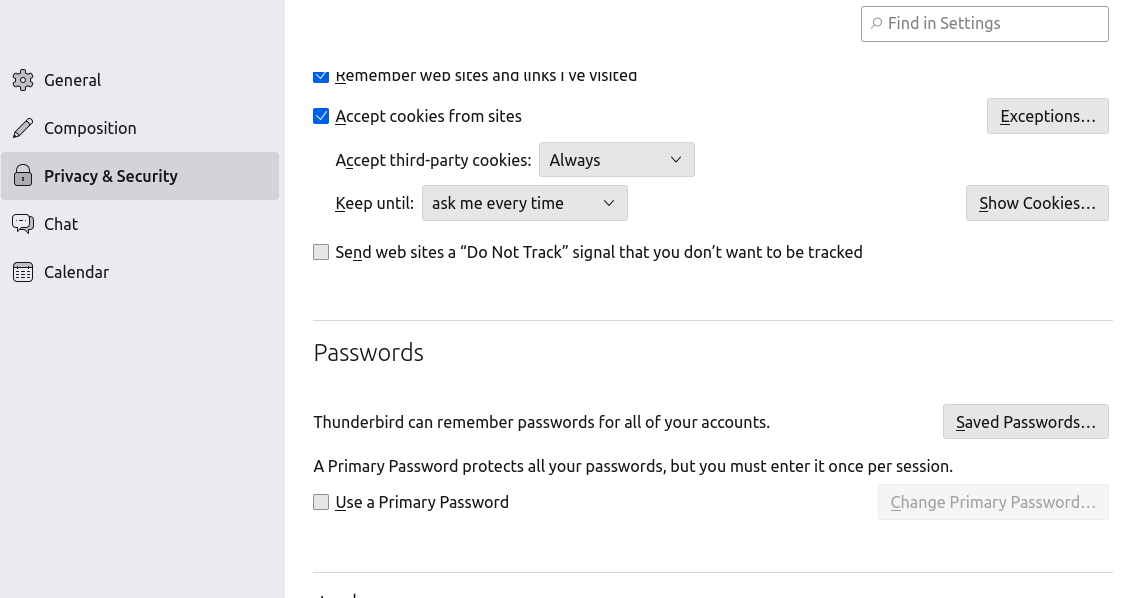 Find in Settings
General
Composition
Privacy & Security
Chat
Calendar
Remember web sites and links I've visited
Accept cookies from sites
Exceptions…
Accept third-party cookies:
Always
Keep until:
ask me every time
Show Cookies…
Send web sites a “Do Not Track” signal that you don’t want to be tracked
Passwords
Thunderbird can remember passwords for all of your accounts.
Saved Passwords…
A Primary Password protects all your passwords, but you must enter it once per session.
Use a Primary Password
Change Primary Password…